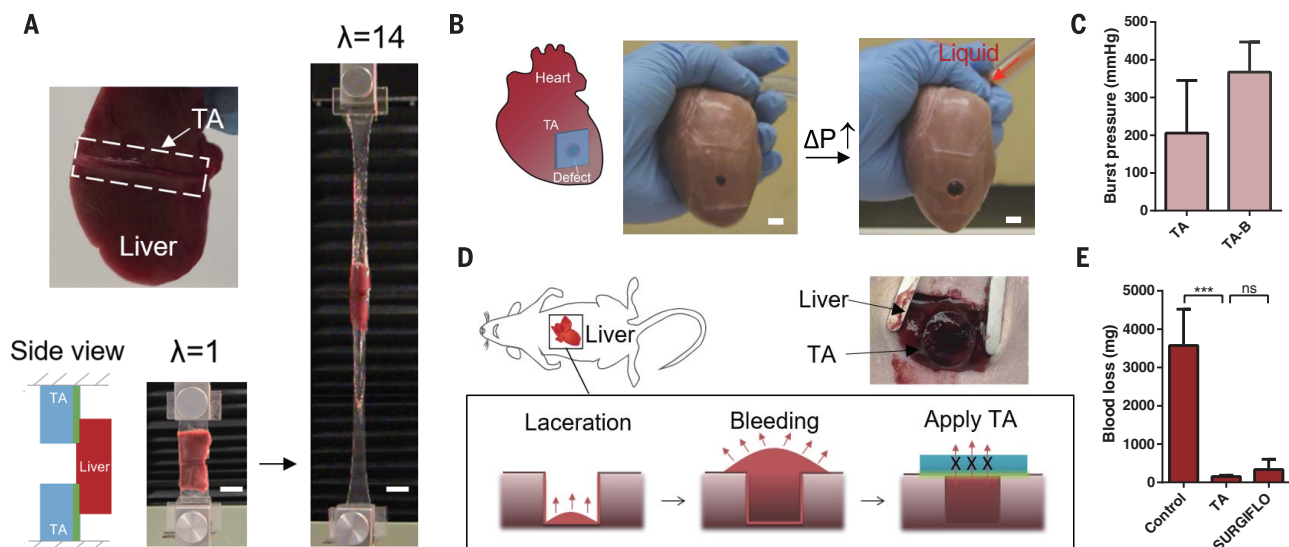 A
λ=14
TA
Liver
Side view
λ=1
TA
Liver
TA
B
Heart
TA
Defect
ΔP↑
Liquid
C
Burst pressure (mmHg)
500
400
300
200
100
0
TA
TA-B
D
Liver
Liver
TA
Laceration
Bleeding
Apply TA
X X X
E
Blood loss (mg)
5000
4000
3000
2000
1000
0
***
ns
Control
TA
SURGIFLO